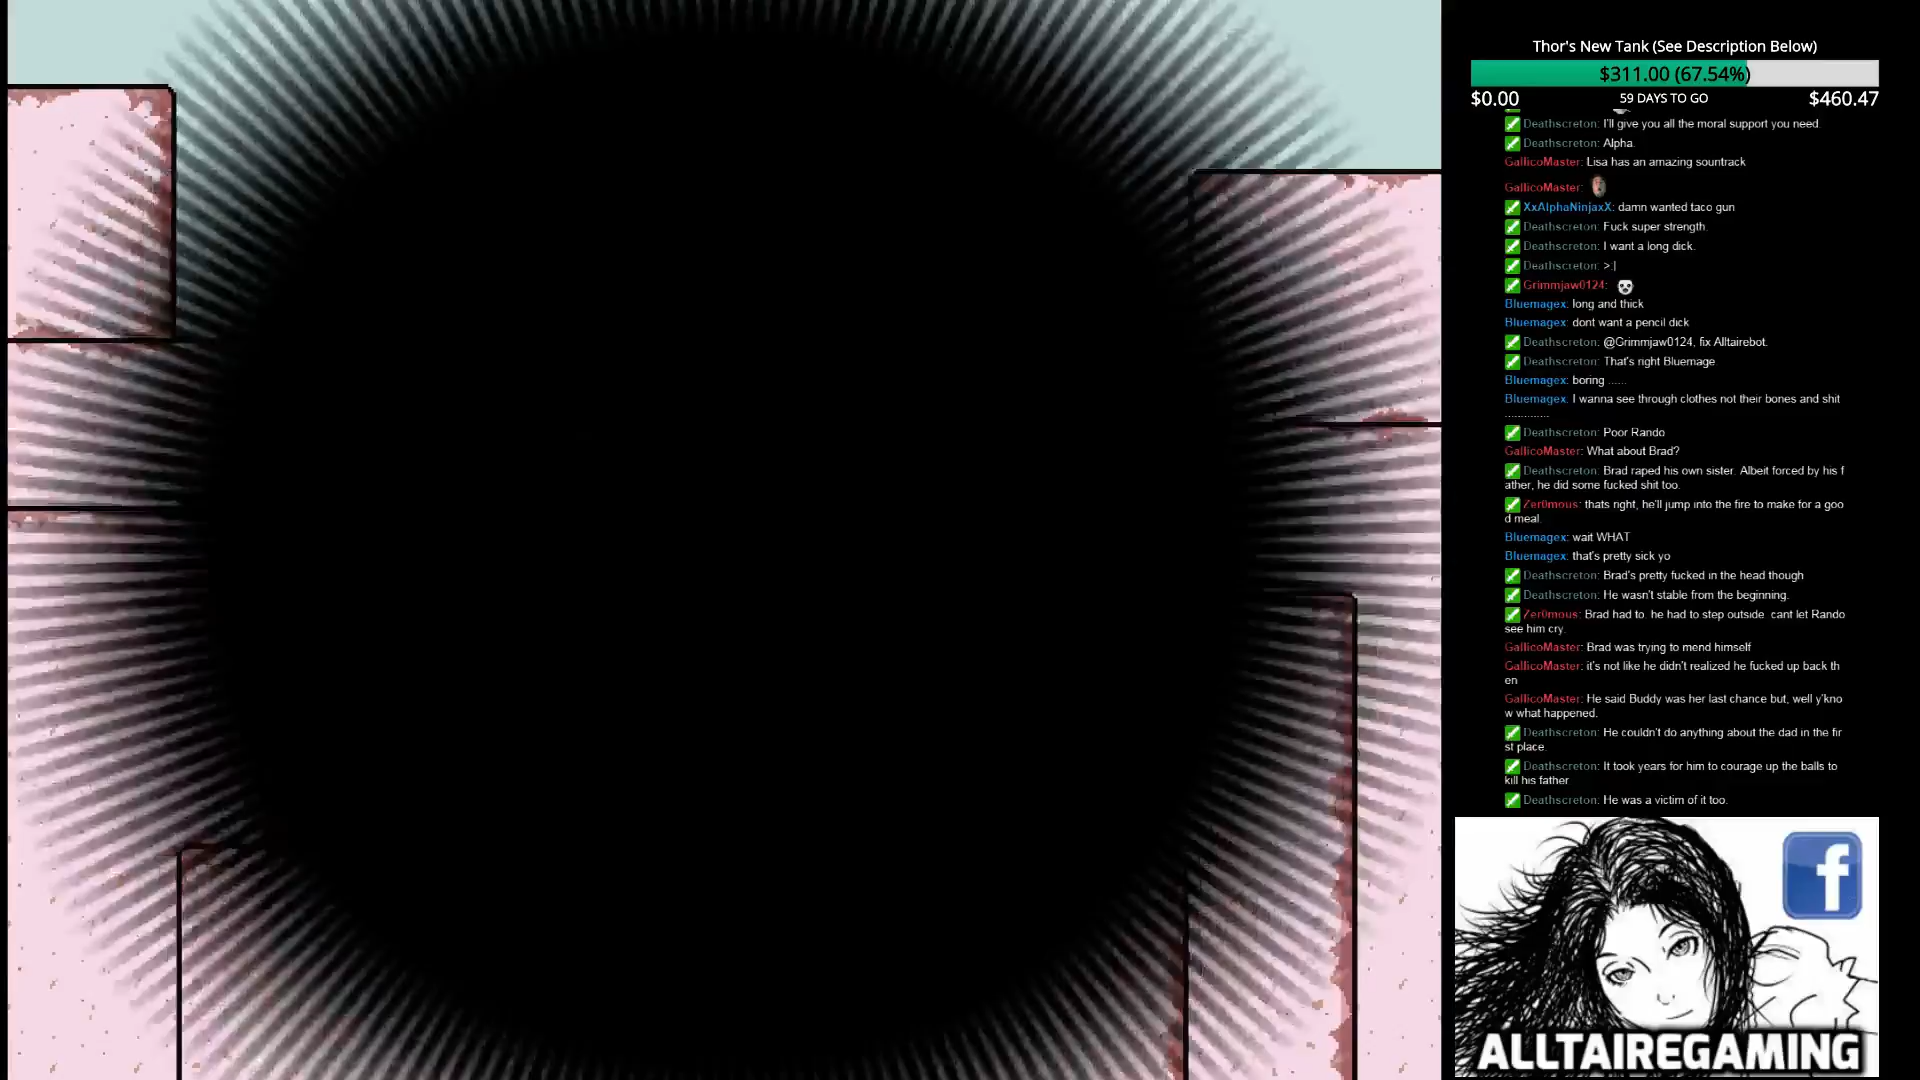 Thor's New Tank (See Description Below)
$311.00 (67.54%)
$0.00 59 DAYS TO GO $460.47
Deathscreton: I'll give you all the moral support you need.
Deathscreton: Alpha.
GallicoMaster: Lisa has an amazing sountrack
GallicoMaster:
XxAlphaNinjaxX: damn wanted taco gun
Deathscreton: Fuck super strength.
Deathscreton: I want a long dick.
Deathscreton: >:|
Grimmjaw0124:
Bluemagex: long and thick
Bluemagex: dont want a pencil dick
Deathscreton: @Grimmjaw0124, fix Alltairebot.
Deathscreton: That's right Bluemage
Bluemagex: boring ......
Bluemagex: I wanna see through clothes not their bones and shit
..............
Deathscreton: Poor Rando
GallicoMaster: What about Brad?
Deathscreton: Brad raped his own sister. Albeit forced by his f
ather, he did some fucked shit too.
Zer0mous: thats right, he'll jump into the fire to make for a goo
d meal.
Bluemagex: wait WHAT
Bluemagex: that's pretty sick yo
Deathscreton: Brad's pretty fucked in the head though
Deathscreton: He wasn't stable from the beginning.
Zer0mous: Brad had to. he had to step outside. cant let Rando
see him cry.
GallicoMaster: Brad was trying to mend himself
GallicoMaster: it's not like he didn't realized he fucked up back th
en
GallicoMaster: He said Buddy was her last chance but, well y'kno
w what happened.
Deathscreton: He couldn't do anything about the dad in the fir
st place.
Deathscreton: It took years for him to courage up the balls to
kill his father
Deathscreton: He was a victim of it too.
f
ALLTAIREGAMING